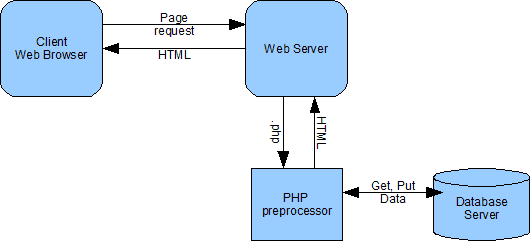 Client
Web Browser
Page
request
HTML
Web Server
.php
HTML
PHP
preprocessor
Get, Put
Data
Database
Server